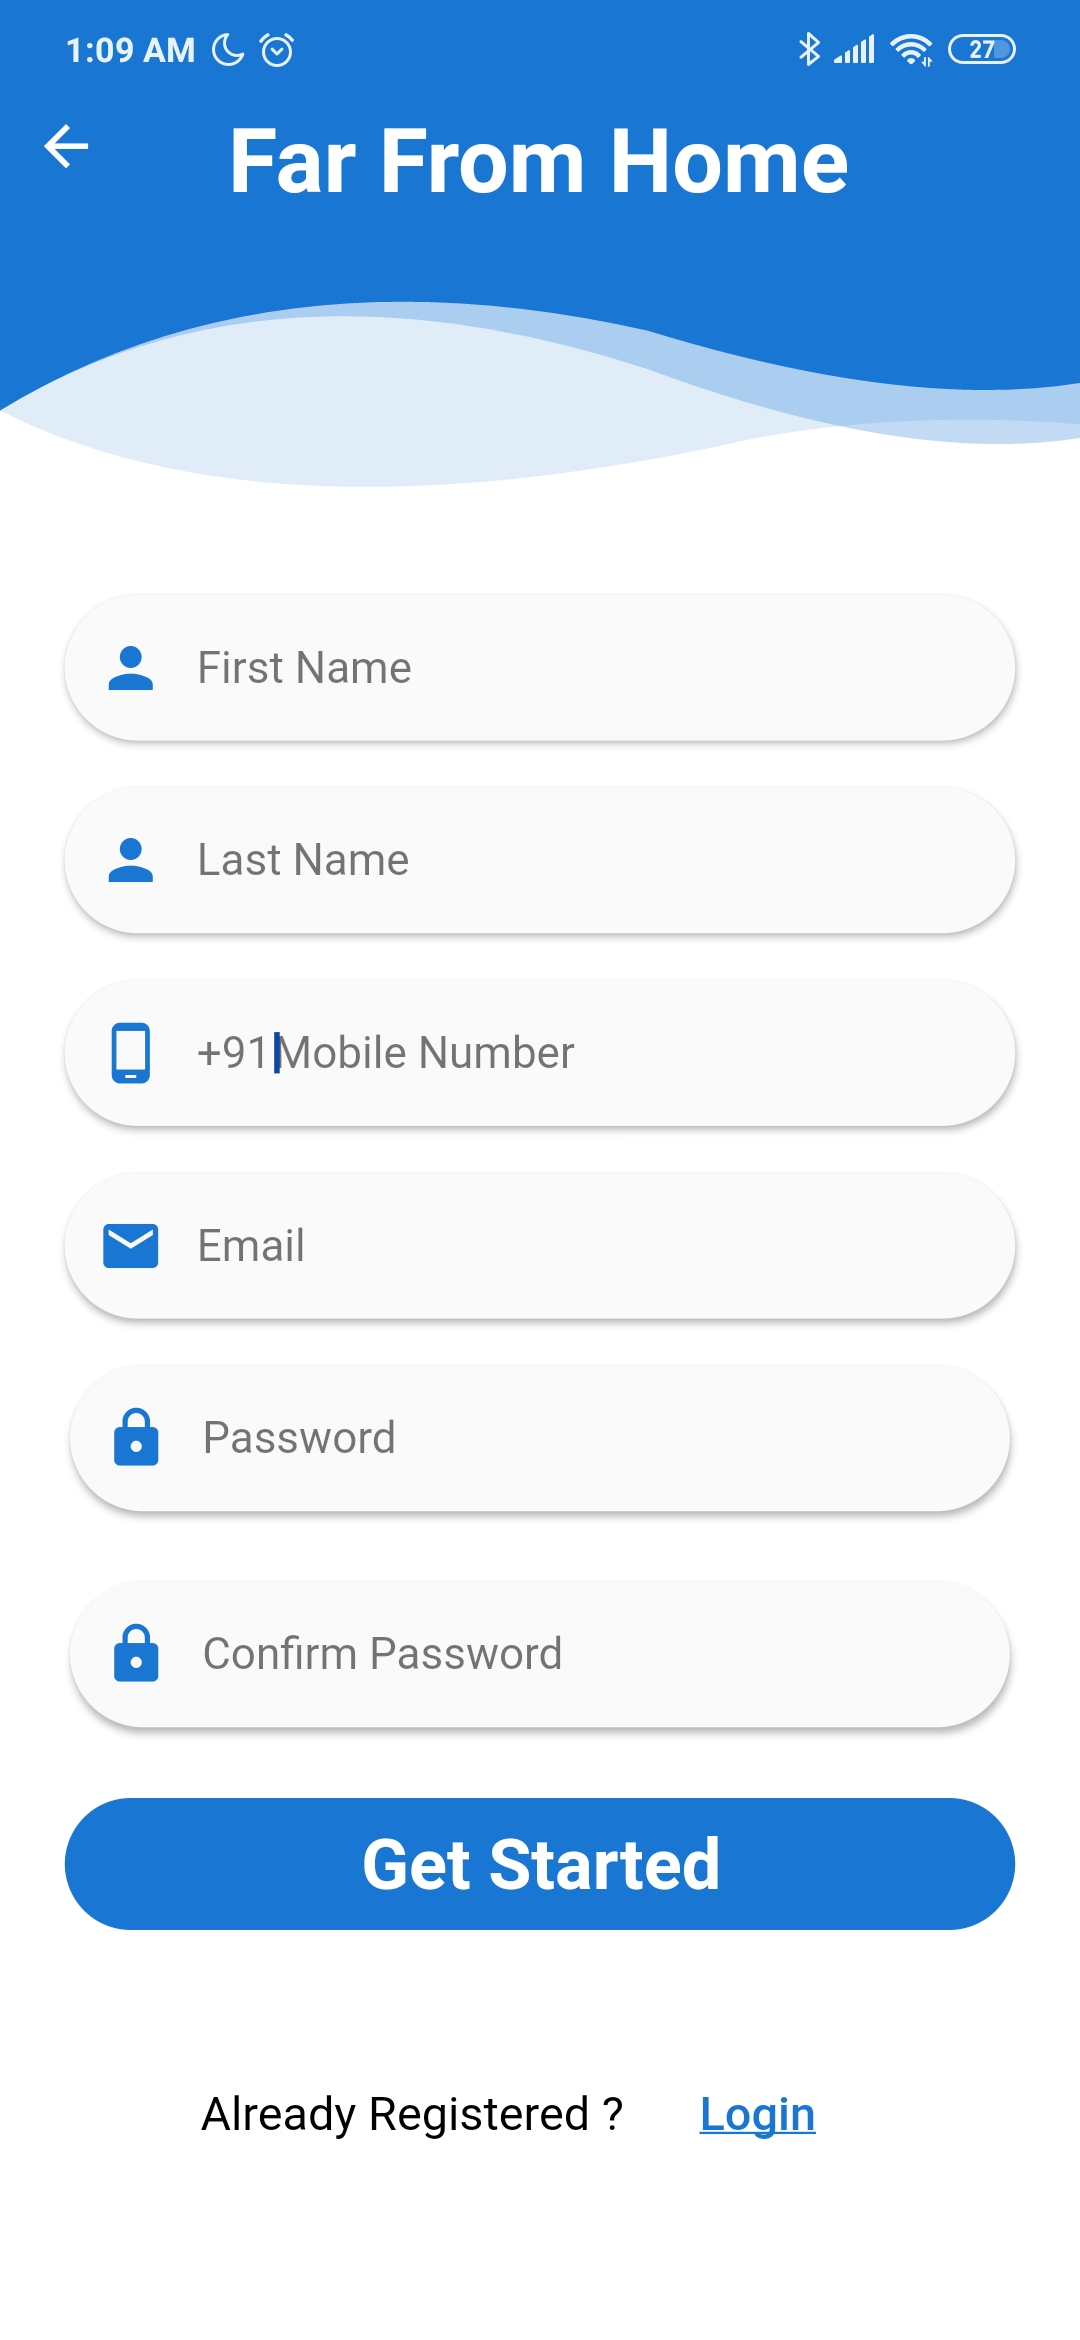 1:09 AM 27
Far From Home
First Name
Last Name
+91Mobile Number
Email
Password
Confirm Password
Get Started
Already Registered ? Login